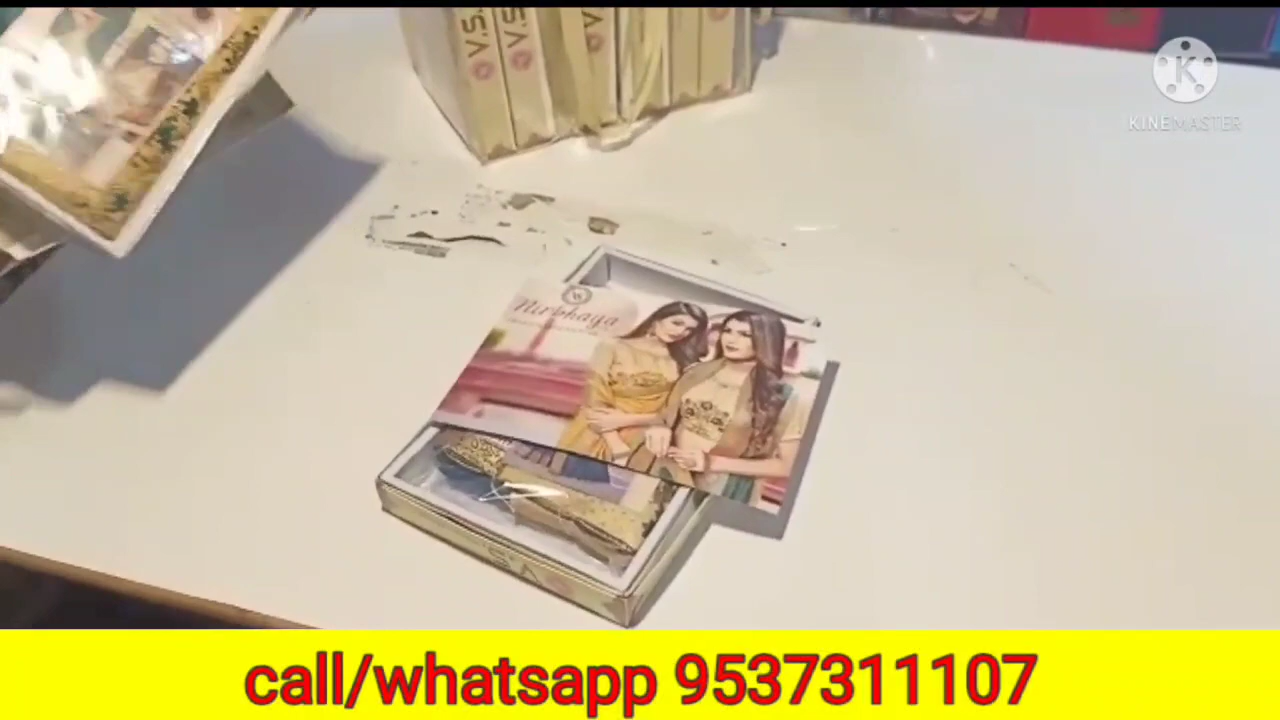 V.S.
V.S.
V.S
K
KINEMASTER
Nirbhaya
call/whatsapp 9537311107